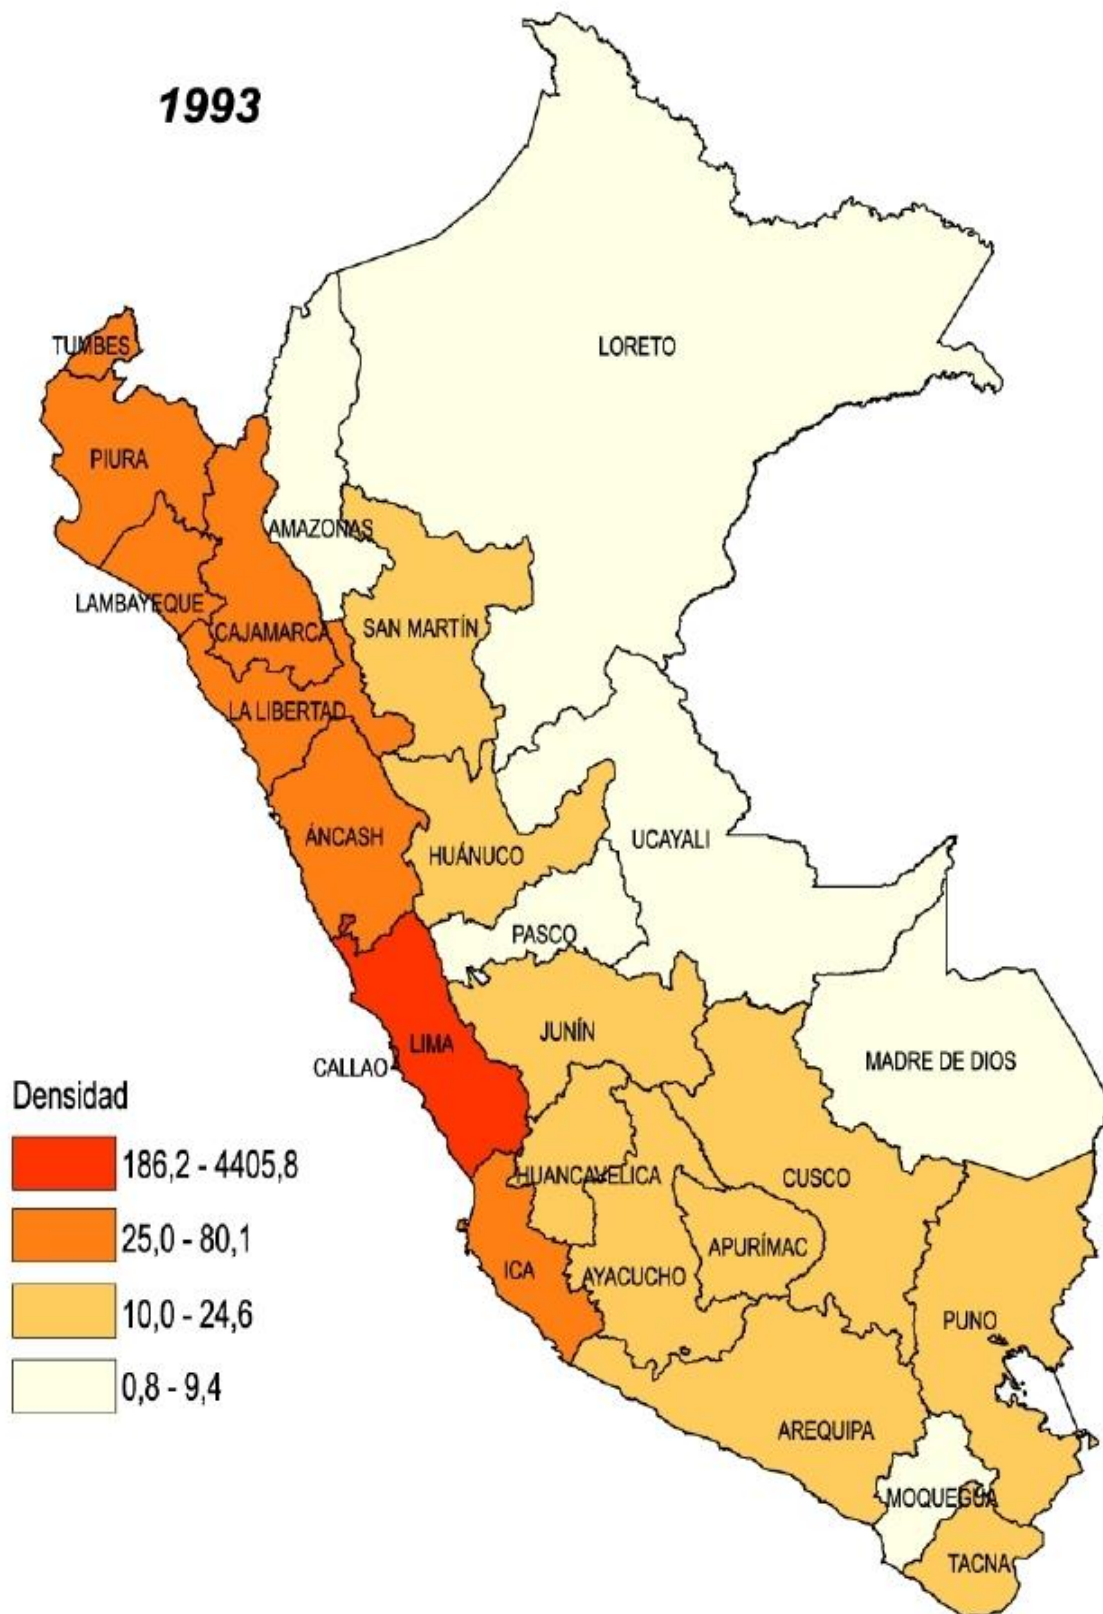 1993
LORETO
TUMBES
PIURA
AMAZONAS
LAMBAYEQUE
CAJAMARCA
SAN MARTÍN
LA LIBERTAD
ÁNCASH
HUÁNUCO
UCAYALI
PASCO
JUNÍN
LIMA
CALLAO
MADRE DE DIOS
HUANCAVELICA
CUSCO
APURÍMAC
ICA
AYACUCHO
PUNO
AREQUIPA
MOQUEGUA
TACNA
Densidad
186,2 - 4405,8
25,0 - 80,1
10,0 - 24,6
0,8 - 9,4